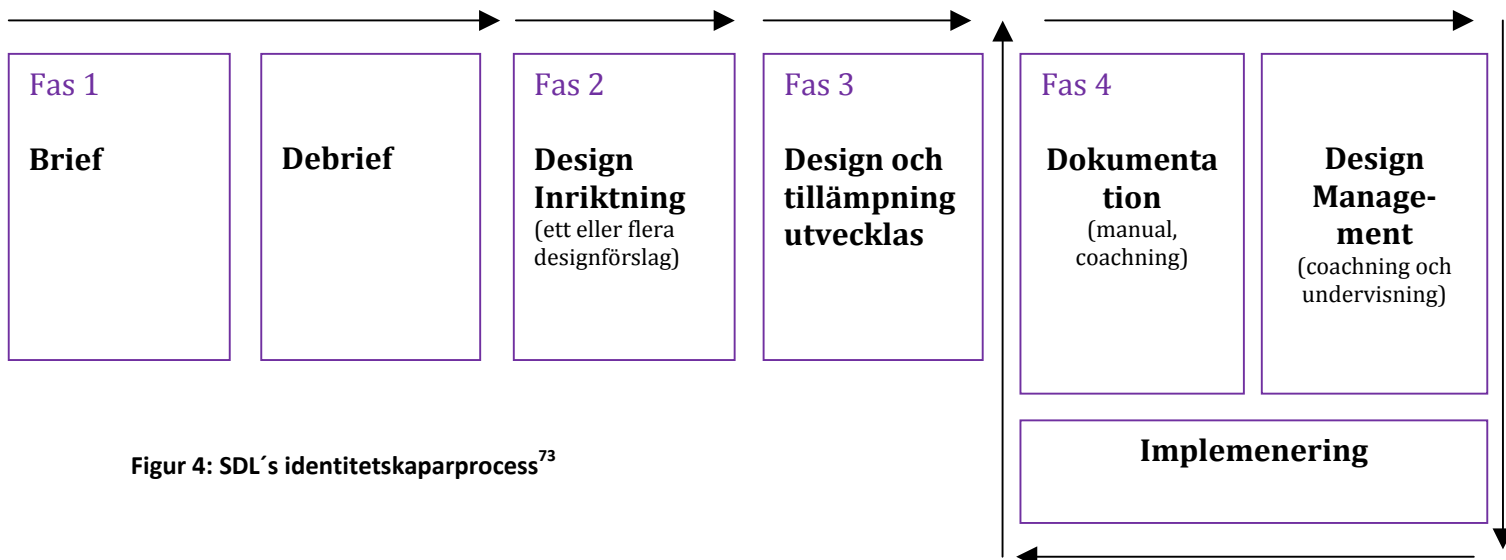 Fas 1
Brief
Debrief
Fas 2
Design
Inriktning
(ett eller flera
designförslag)
Fas 3
Design och
tillämpning
utvecklas
Fas 4
Dokumenta
tion
(manual,
coachning)
Design
Manage-
ment
(coachning och
undervisning)
Implemenering
Figur 4: SDL´s identitetskaparprocess73